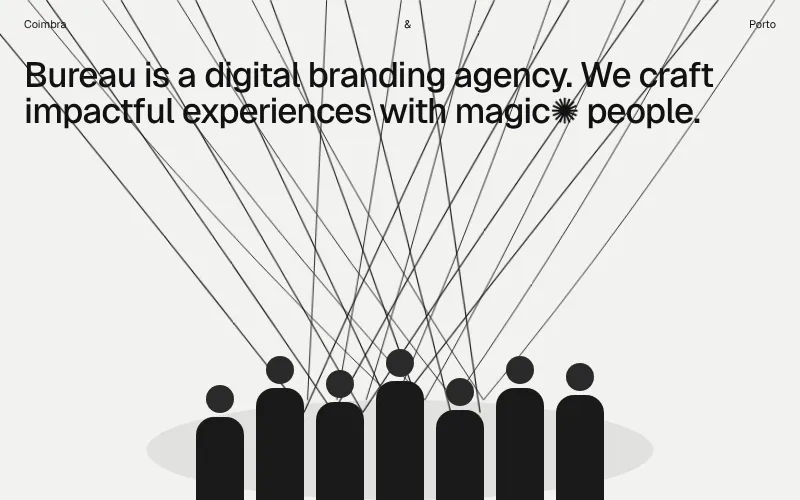 Coimbra & Porto
Bureau is a digital branding agency. We craft
impactful experiences with magic✺ people.